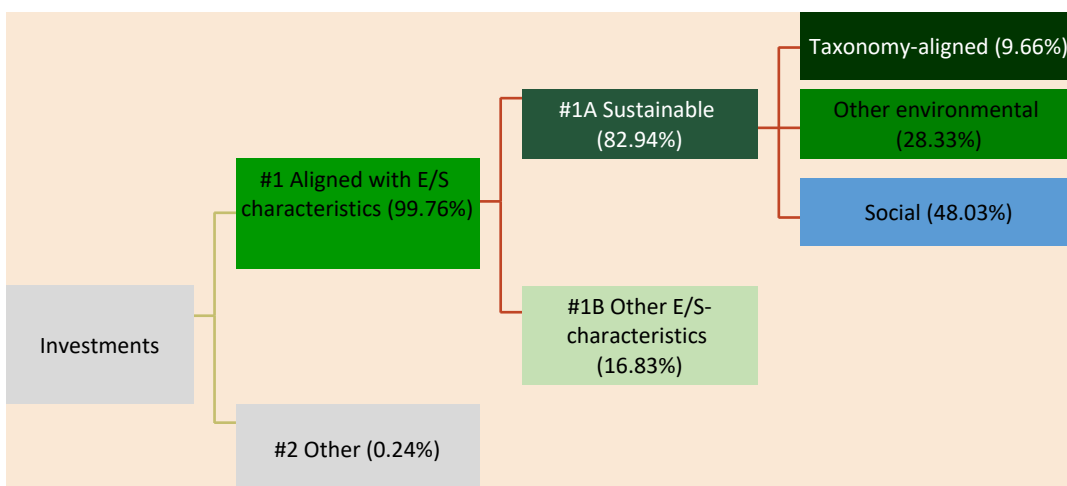 Taxonomy-aligned (9.66%)
#1A Sustainable
(82.94%)
Other environmental
(28.33%)
#1 Aligned with E/S
characteristics (99.76%)
Social (48.03%)
#1B Other E/S-
characteristics
(16.83%)
Investments
#2 Other (0.24%)